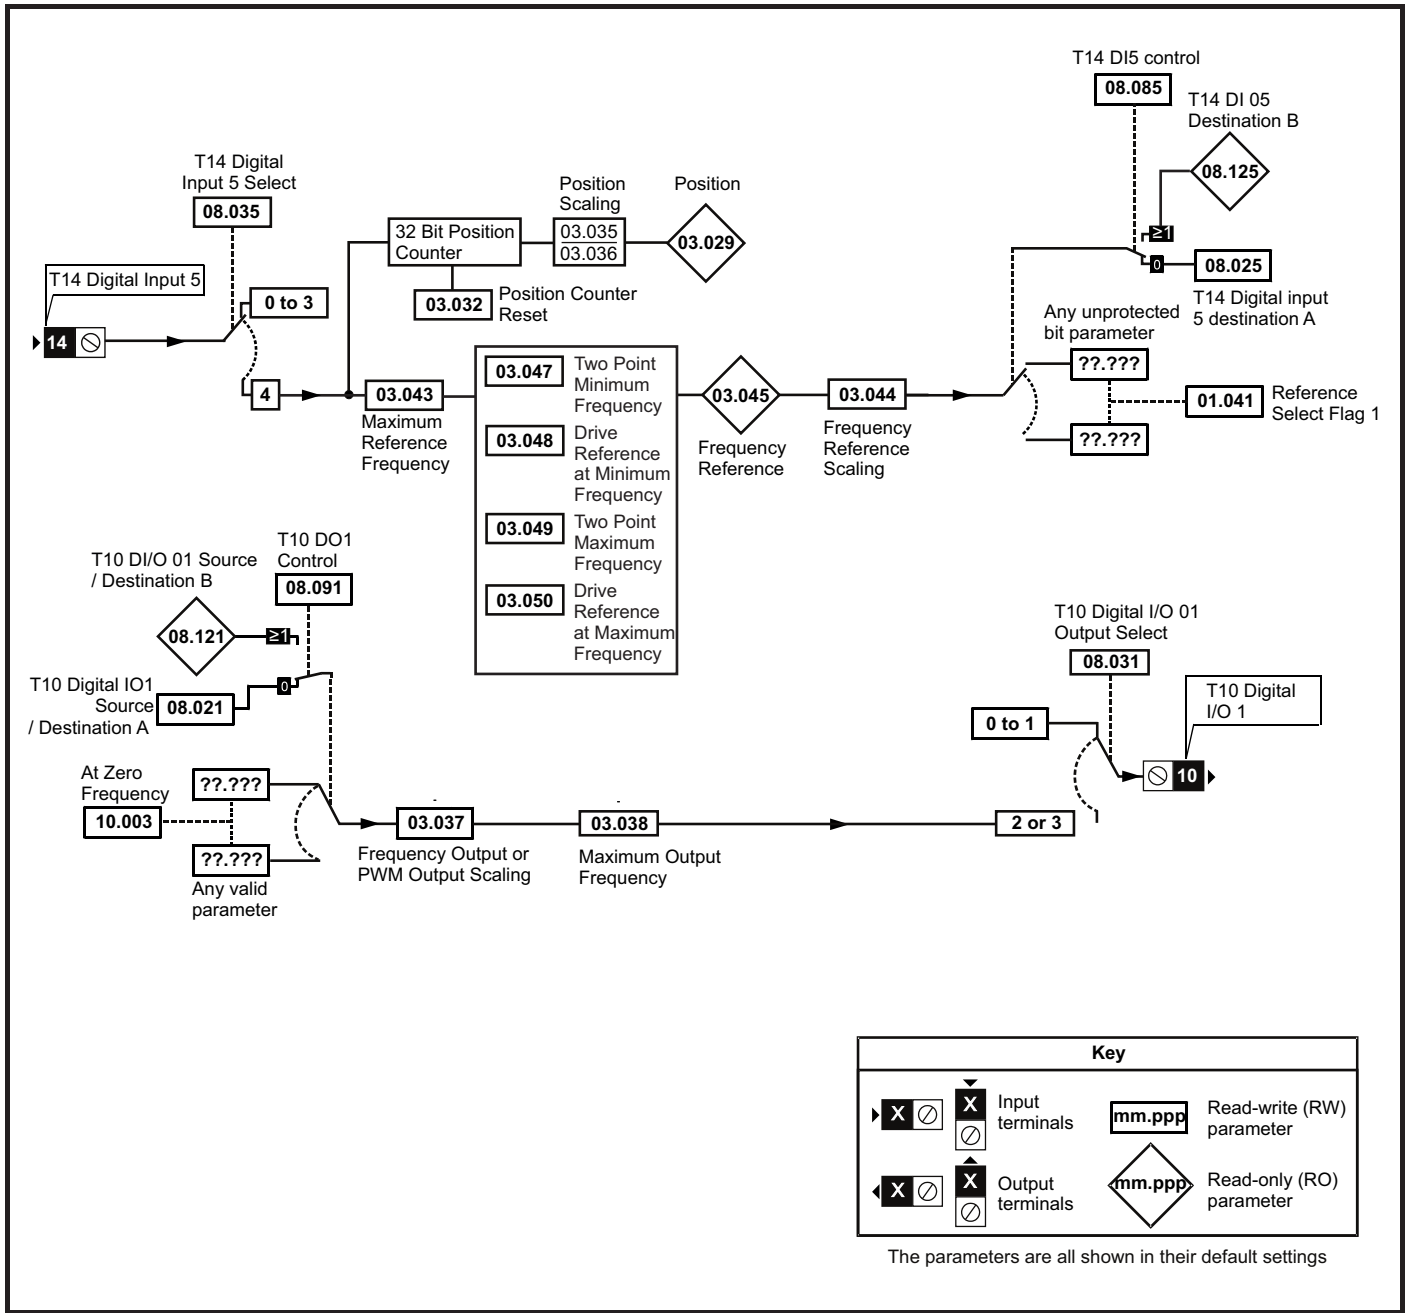 T14 DI5 control
08.085
T14 DI 05
Destination B
08.125
≥1
0
08.025
T14 Digital input
5 destination A
T14 Digital
Input 5 Select
08.035
T14 Digital Input 5
14
0 to 3
4
32 Bit Position
Counter
03.032
Position Counter
Reset
Position
Scaling
03.035
03.036
Position
03.029
03.043
Maximum
Reference
Frequency
03.047
Two Point
Minimum
Frequency
03.048
Drive
Reference
at Minimum
Frequency
03.049
Two Point
Maximum
Frequency
03.050
Drive
Reference
at Maximum
Frequency
03.045
Frequency
Reference
03.044
Frequency
Reference
Scaling
Any unprotected
bit parameter
??.???
??.???
01.041
Reference
Select Flag 1
T10 DI/O 01 Source
/ Destination B
08.121
≥1
T10 DO1
Control
08.091
0
T10 Digital IO1
Source
/ Destination A
08.021
At Zero
Frequency
10.003
??.???
??.???
Any valid
parameter
03.037
Frequency Output or
PWM Output Scaling
03.038
Maximum Output
Frequency
2 or 3
0 to 1
T10 Digital I/O 01
Output Select
08.031
T10 Digital
I/O 1
10
Key
X
X
Input
terminals
mm.ppp
Read-write (RW)
parameter
X
X
Output
terminals
mm.ppp
Read-only (RO)
parameter
The parameters are all shown in their default settings